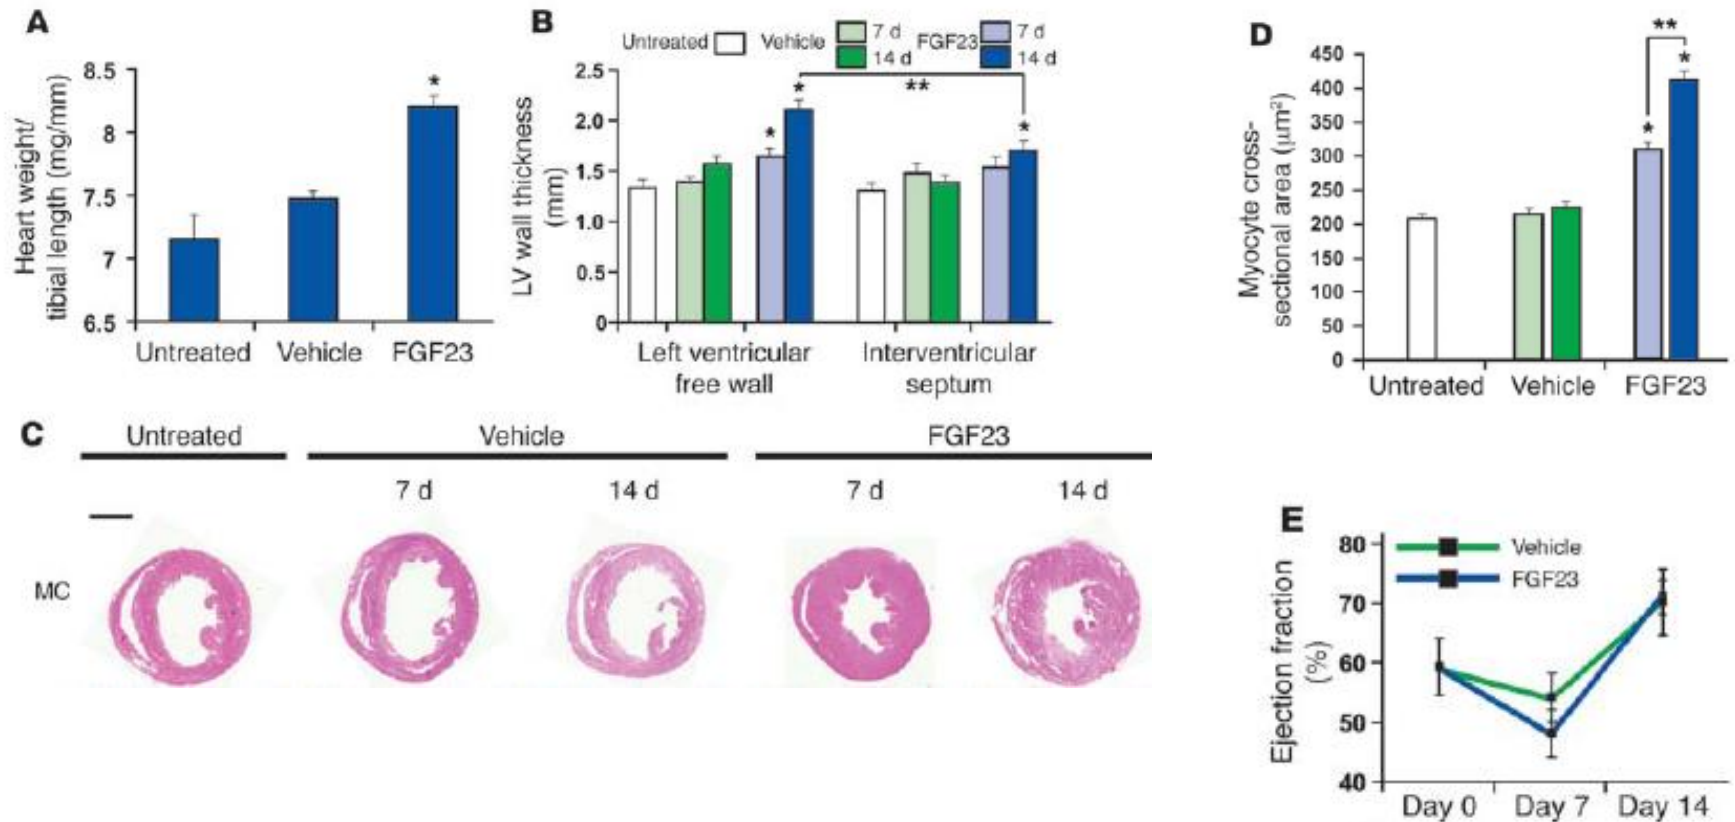 A
Heart weight/
tibial length (mg/mm)
8.5
8
7.5
7
6.5
*
Untreated Vehicle FGF23
B
Untreated Vehicle 7 d 14 d FGF23 7 d 14 d
LV wall thickness
(mm)
2.5
2.0
1.5
1.0
0.5
0
* * ** *
Left ventricular
free wall
Interventricular
septum
C
Untreated Vehicle FGF23
7 d 14 d 7 d 14 d
MC
D
Myocyte cross-
sectional area (μm²)
450
400
350
300
250
200
150
100
50
0
**
*
*
Untreated Vehicle FGF23
E
Ejection fraction
(%)
80
70
60
50
40
Vehicle
FGF23
Day 0 Day 7 Day 14